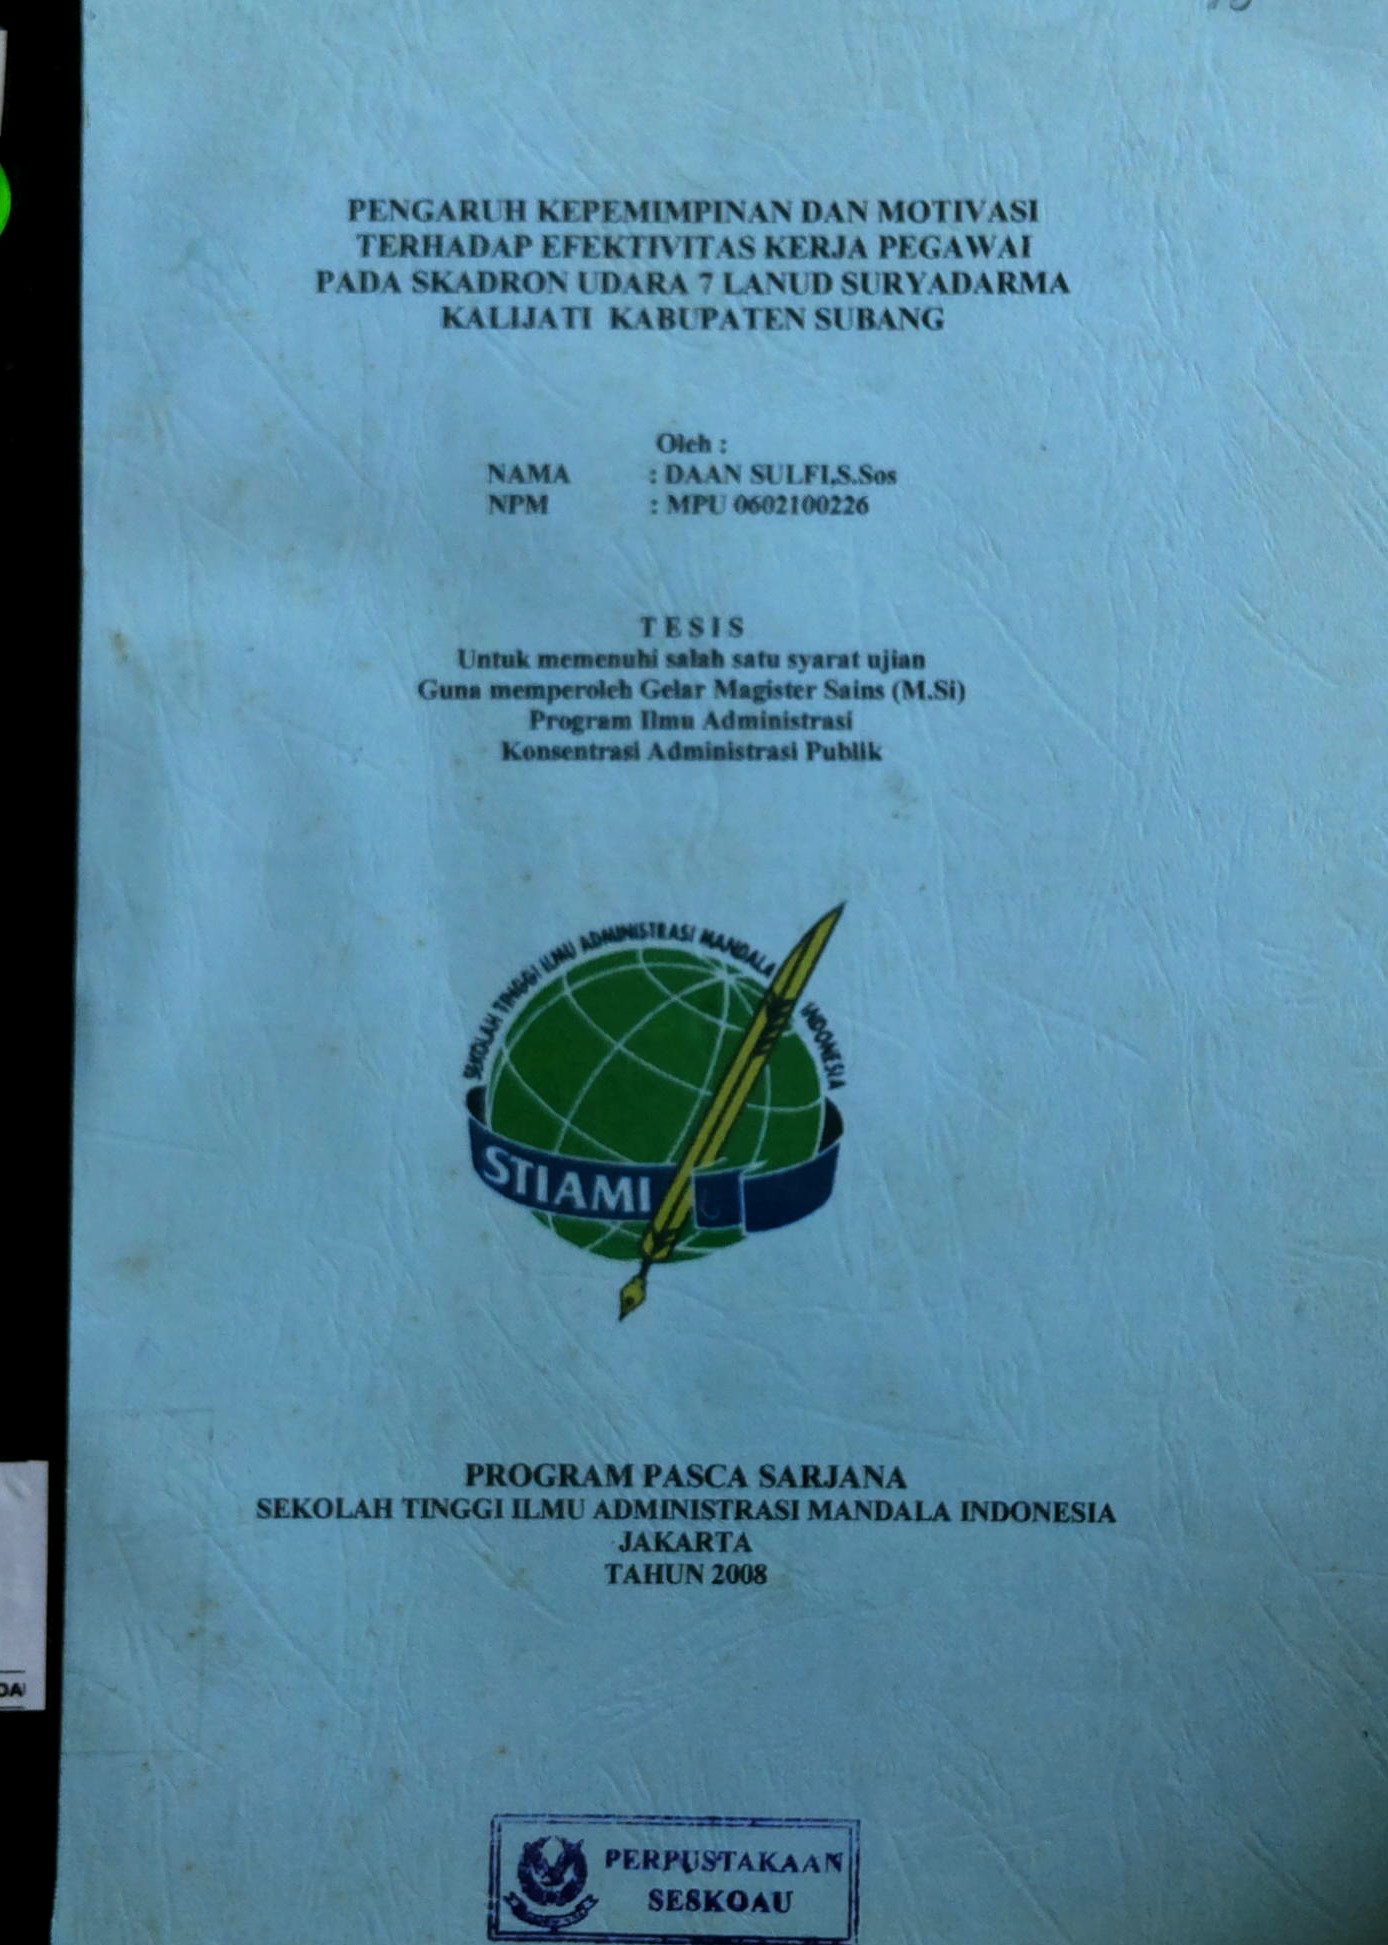 PENGARUH KEPEMIMPINAN DAN MOTIVASI
TERHADAP EFEKTIVITAS KERJA PEGAWAI
PADA SKADRON UDARA 7 LANUD SURYADARMA
KALIJATI KABUPATEN SUBANG
Oleh :
NAMA : DAAN SULFI,S.Sos
NPM : MPU 0602100226
T E S I S
Untuk memenuhi salah satu syarat ujian
Guna memperoleh Gelar Magister Sains (M.Si)
Program Ilmu Administrasi
Konsentrasi Administrasi Publik
SEKOLAH TINGGI ILMU ADMINISTRASI MANDALA INDONESIA
STIAMI
PROGRAM PASCA SARJANA
SEKOLAH TINGGI ILMU ADMINISTRASI MANDALA INDONESIA
JAKARTA
TAHUN 2008
PERPUSTAKAAN
SESKOAU